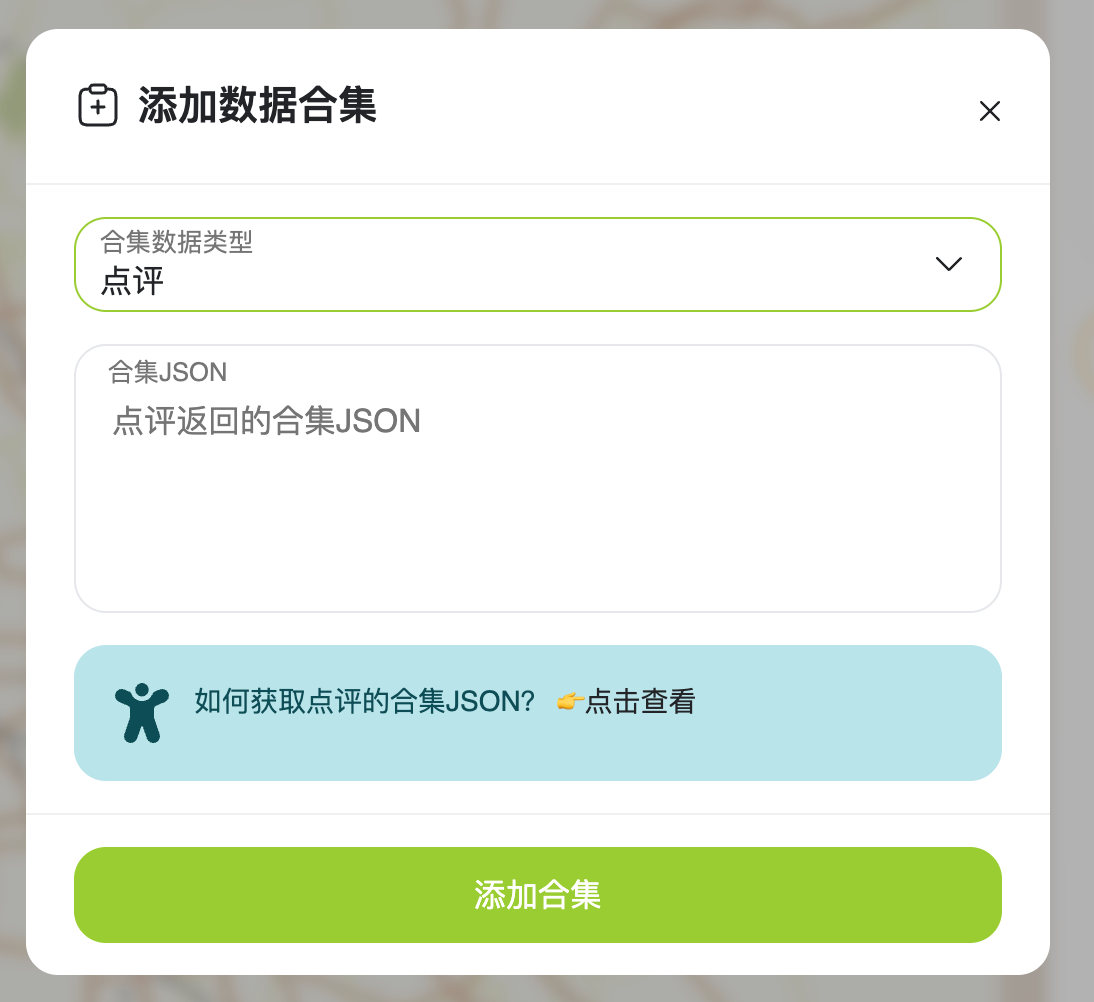 添加数据合集
合集数据类型
点评
合集JSON
点评返回的合集JSON
如何获取点评的合集JSON? 👉点击查看
添加合集